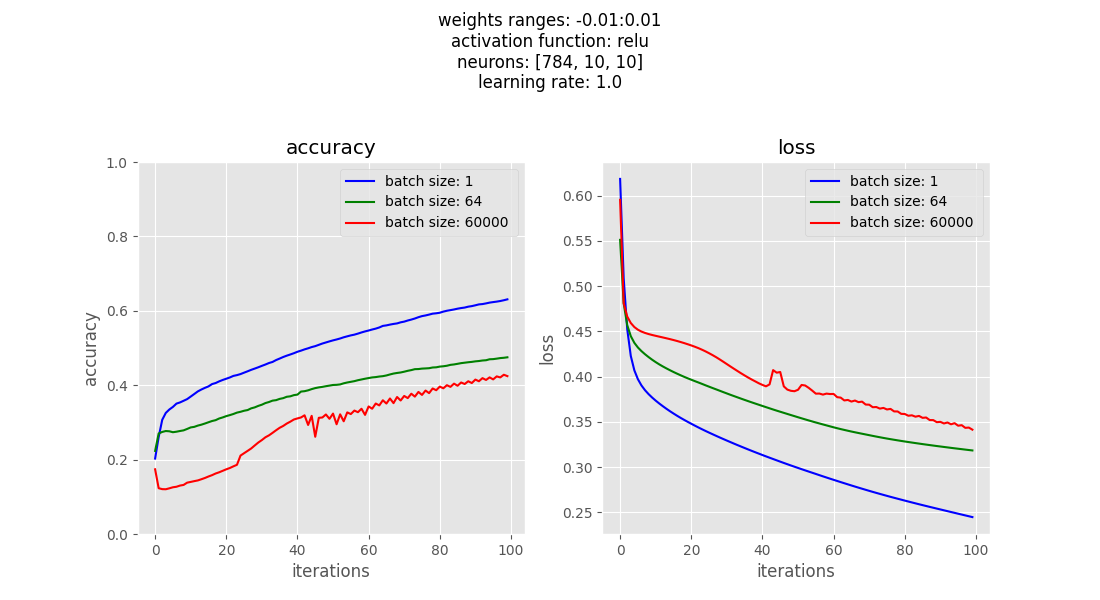 weights ranges: -0.01:0.01
activation function: relu
neurons: [784, 10, 10]
learning rate: 1.0
accuracy
batch size: 1
batch size: 64
batch size: 60000
1.0
0.8
0.6
0.4
0.2
0.0
accuracy
0 20 40 60 80 100
iterations
loss
batch size: 1
batch size: 64
batch size: 60000
0.60
0.55
0.50
0.45
0.40
0.35
0.30
0.25
loss
0 20 40 60 80 100
iterations